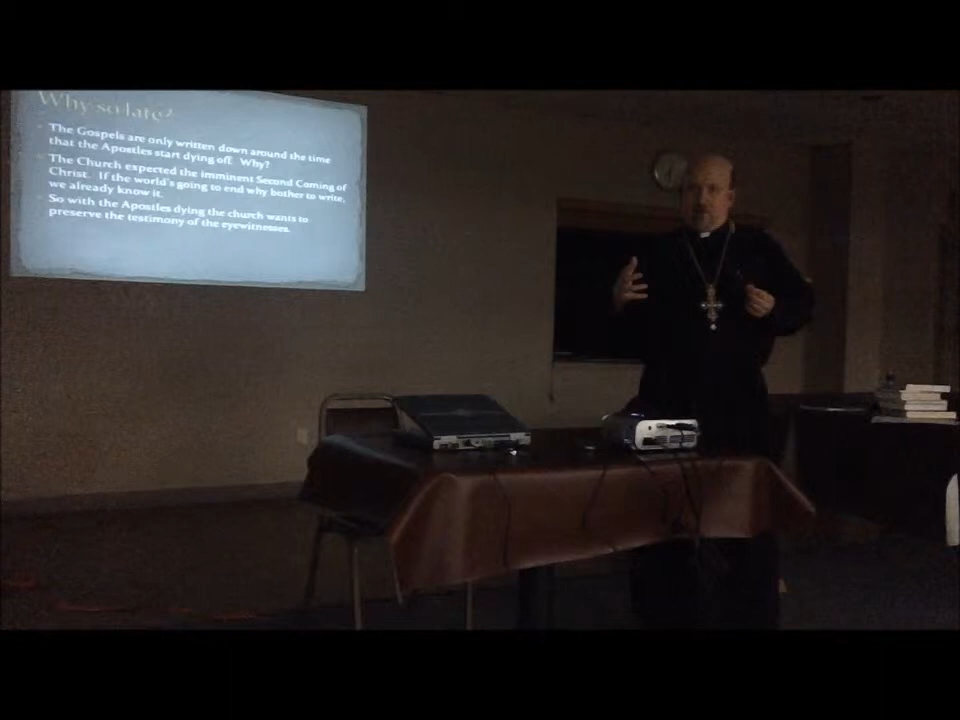 Why so late?
The Gospels are only written down around the time
that the Apostles start dying off. Why?
The Church expected the imminent Second Coming of
Christ. If the world's going to end why bother to write,
we already know it.
So with the Apostles dying the church wants to
preserve the testimony of the eyewitnesses.